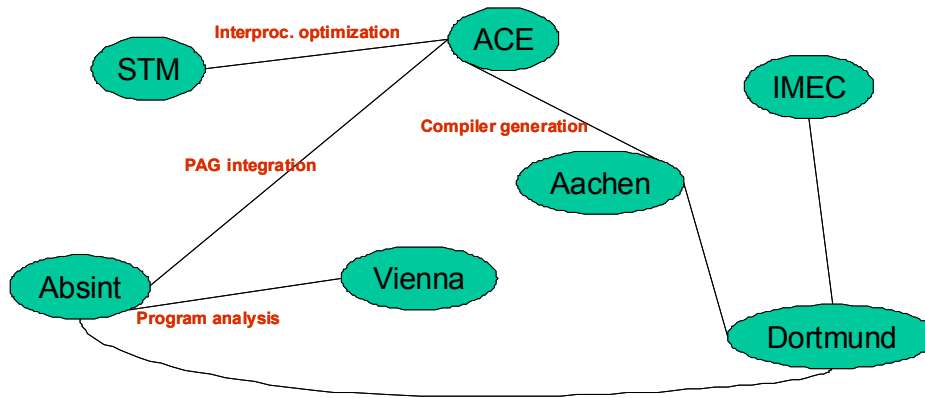 Interproc. optimization
ACE
STM
IMEC
Compiler generation
PAG integration
Aachen
Absint
Vienna
Program analysis
Dortmund